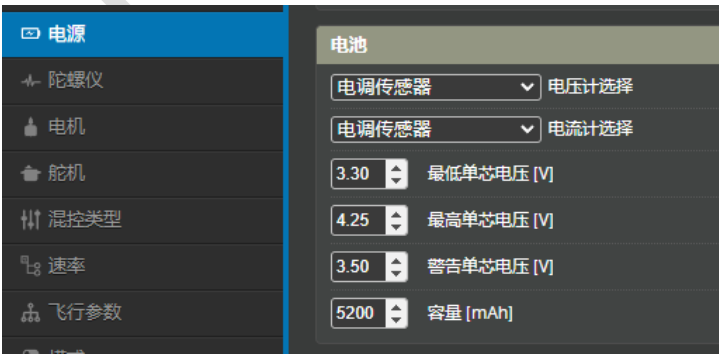 电源
陀螺仪
电机
舵机
混控类型
速率
飞行参数
电池
电调传感器 电压计选择
电调传感器 电流计选择
3.30 最低单芯电压 [V]
4.25 最高单芯电压 [V]
3.50 警告单芯电压 [V]
5200 容量 [mAh]